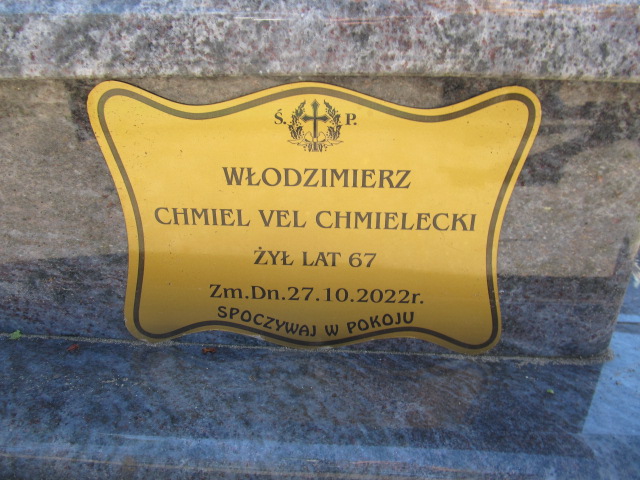 Ś. P.
WŁODZIMIERZ
CHMIEL VEL CHMIELECKI
ŻYŁ LAT 67
Zm.Dn.27.10.2022r.
SPOCZYWAJ W POKOJU